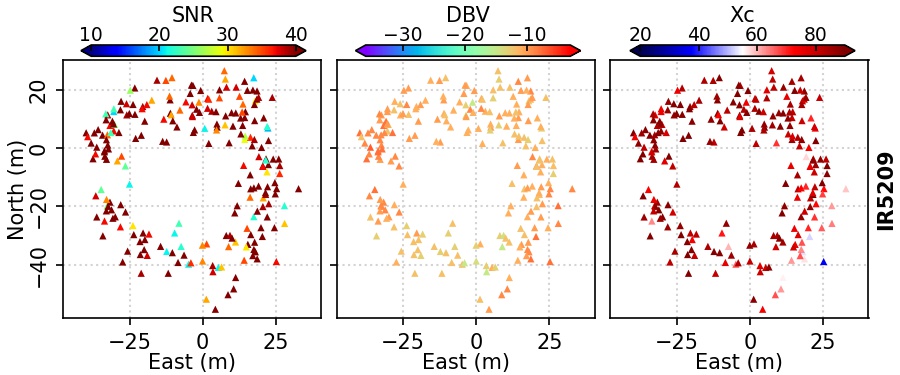 SNR DBV Xc
10 20 30 40 −30 −20 −10 20 40 60 80
20
0
−20
−40
North (m)
−25 0 25 −25 0 25 −25 0 25
East (m) East (m) East (m)
IR5209